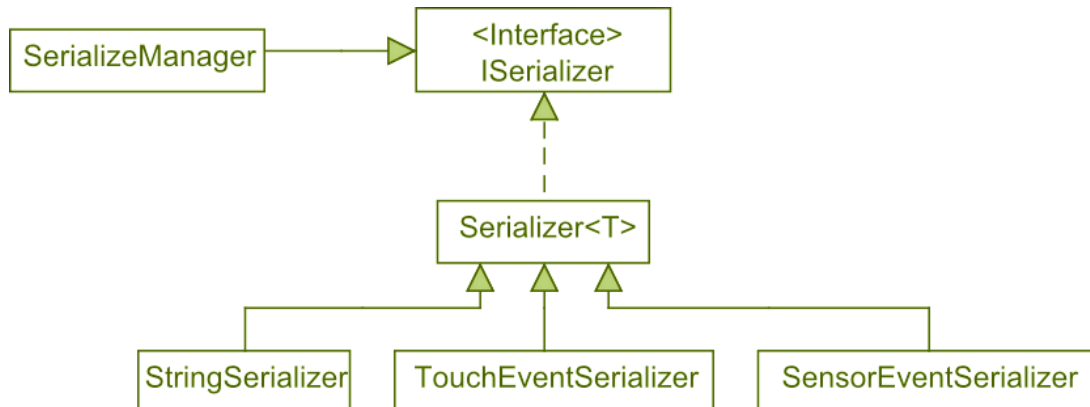 SerializeManager
<Interface>
ISerializer
Serializer<T>
StringSerializer
TouchEventSerializer
SensorEventSerializer